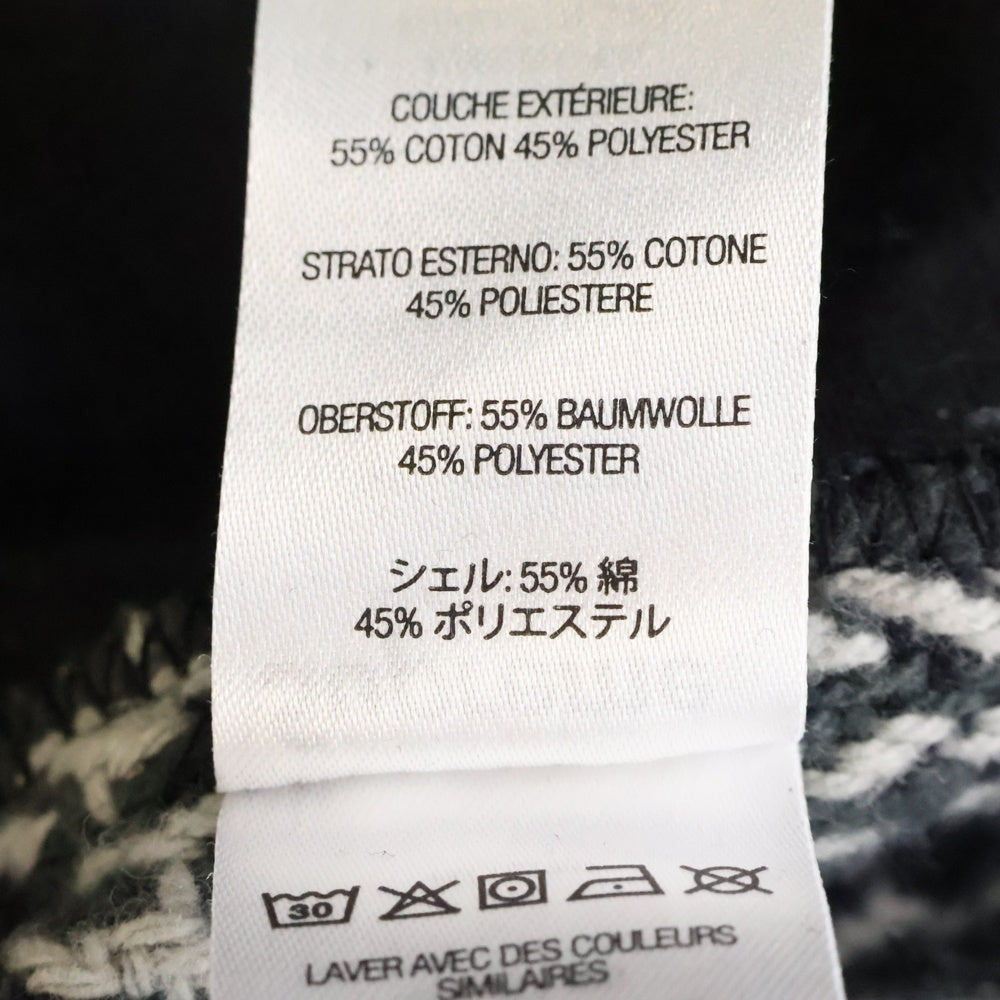 COUCHE EXTÉRIEURE:
55% COTON 45% POLYESTER
STRATO ESTERNO: 55% COTONE
45% POLIESTERE
OBERSTOFF: 55% BAUMWOLLE
45% POLYESTER
シェル: 55% 綿
45% ポリエステル
30
LAVER AVEC DES COULEURS
SIMILAIRES